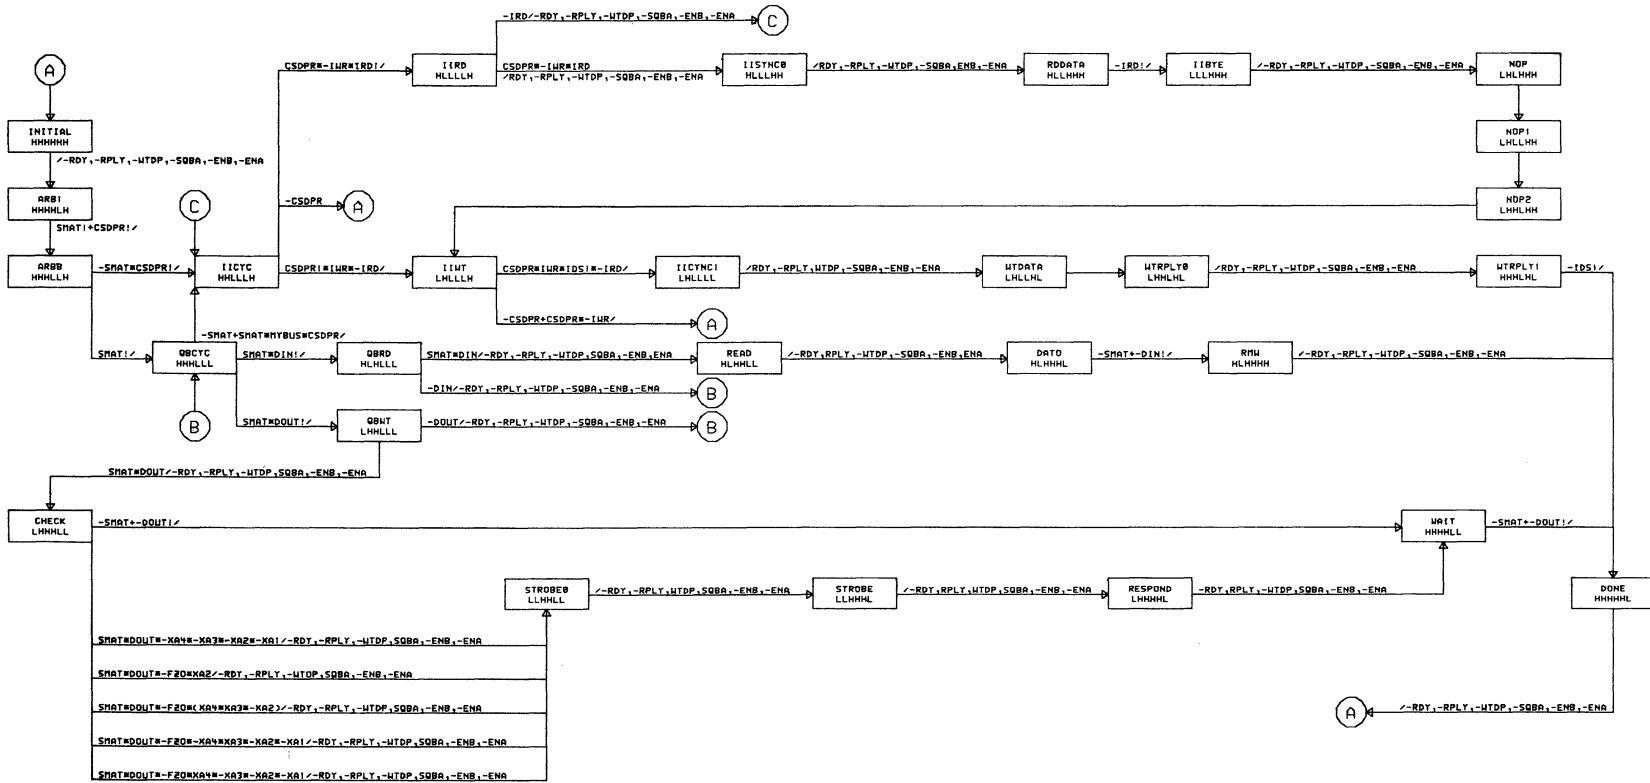 -IRD/-RDY,-RPLY,-WTDP,-SQBA,-ENB,-ENA
C
A
CSDPR*-IWR*IRD!/
IIRD
HLLLLH
CSDPR*-IWR*IRD
/RDY,-RPLY,-WTDP,-SQBA,-ENB,-ENA
IISYNC0
HLLLHH
/RDY,-RPLY,-WTDP,-SQBA,ENB,-ENA
RDDATA
HLLHHH
-IRD!/
IIBYE
LLLHHH
/-RDY,-RPLY,-WTDP,-SQBA,-ENB,-ENA
NOP
LHLHHH
INITIAL
HHHHHH
/-RDY,-RPLY,-WTDP,-SQBA,-ENB,-ENA
NOP1
LHLLHH
ARB1
HHHHLH
C
-CSDPR
A
NOP2
LHHLHH
SMAT!+CSDPR!/
ARBB
HHHLLH
-SMAT*CSDPR!/
IICYC
HHLLLH
CSDPR!*IWR*-IRD/
IIWT
LHLLLH
CSDPR*IWR*IDS!*-IRD/
IICYNC1
LHLLLL
/RDY,-RPLY,WTDP,-SQBA,-ENB,-ENA
WTDATA
LHLLHL
WTRPLY0
LHHLHL
/RDY,-RPLY,-WTDP,-SQBA,-ENB,-ENA
WTRPLY1
HHHLHL
-IDS!/
-CSDPR+CSDPR*-IWR/
A
-SMAT+SMAT*MYBUS*CSDPR/
SMAT!/
QBCYC
HHHLLL
SMAT*DIN!/
QBRD
HLHLLL
SMAT*DIN/-RDY,-RPLY,-WTDP,SQBA,-ENB,ENA
READ
HLHHLL
/-RDY,RPLY,-WTDP,-SQBA,-ENB,ENA
DATO
HLHHHL
-SMAT+-DIN!/
RMW
HLHHHH
/-RDY,-RPLY,-WTDP,-SQBA,-ENB,-ENA
-DIN/-RDY,-RPLY,-WTDP,-SQBA,-ENB,-ENA
B
B
SMAT*DOUT!/
QBWT
LHHLLL
-DOUT/-RDY,-RPLY,-WTDP,-SQBA,-ENB,-ENA
B
SMAT*DOUT/-RDY,-RPLY,-WTDP,SQBA,-ENB,-ENA
CHECK
LHHHLL
-SMAT+-DOUT!/
WAIT
HHHHLL
-SMAT+-DOUT!/
STROBE0
LLHHLL
/-RDY,-RPLY,WTDP,SQBA,-ENB,-ENA
STROBE
LLHHHL
/-RDY,RPLY,WTDP,SQBA,-ENB,-ENA
RESPOND
LHHHHL
-RDY,RPLY,-WTDP,SQBA,-ENB,-ENA
DONE
HHHHHL
SMAT*DOUT*-XA4*-XA3*-XA2*-XA1/-RDY,-RPLY,-WTDP,SQBA,-ENB,-ENA
SMAT*DOUT*-F20*XA2/-RDY,-RPLY,-WTDP,SQBA,-ENB,-ENA
SMAT*DOUT*-F20*(XA4*XA3*-XA2)/-RDY,-RPLY,-WTDP,SQBA,-ENB,-ENA
A
/-RDY,-RPLY,-WTDP,-SQBA,-ENB,-ENA
SMAT*DOUT*-F20*-XA4*XA3*-XA2*-XA1/-RDY,-RPLY,-WTDP,SQBA,-ENB,-ENA
SMAT*DOUT*-F20*XA4*-XA3*-XA2*-XA1/-RDY,-RPLY,-WTDP,SQBA,-ENB,-ENA